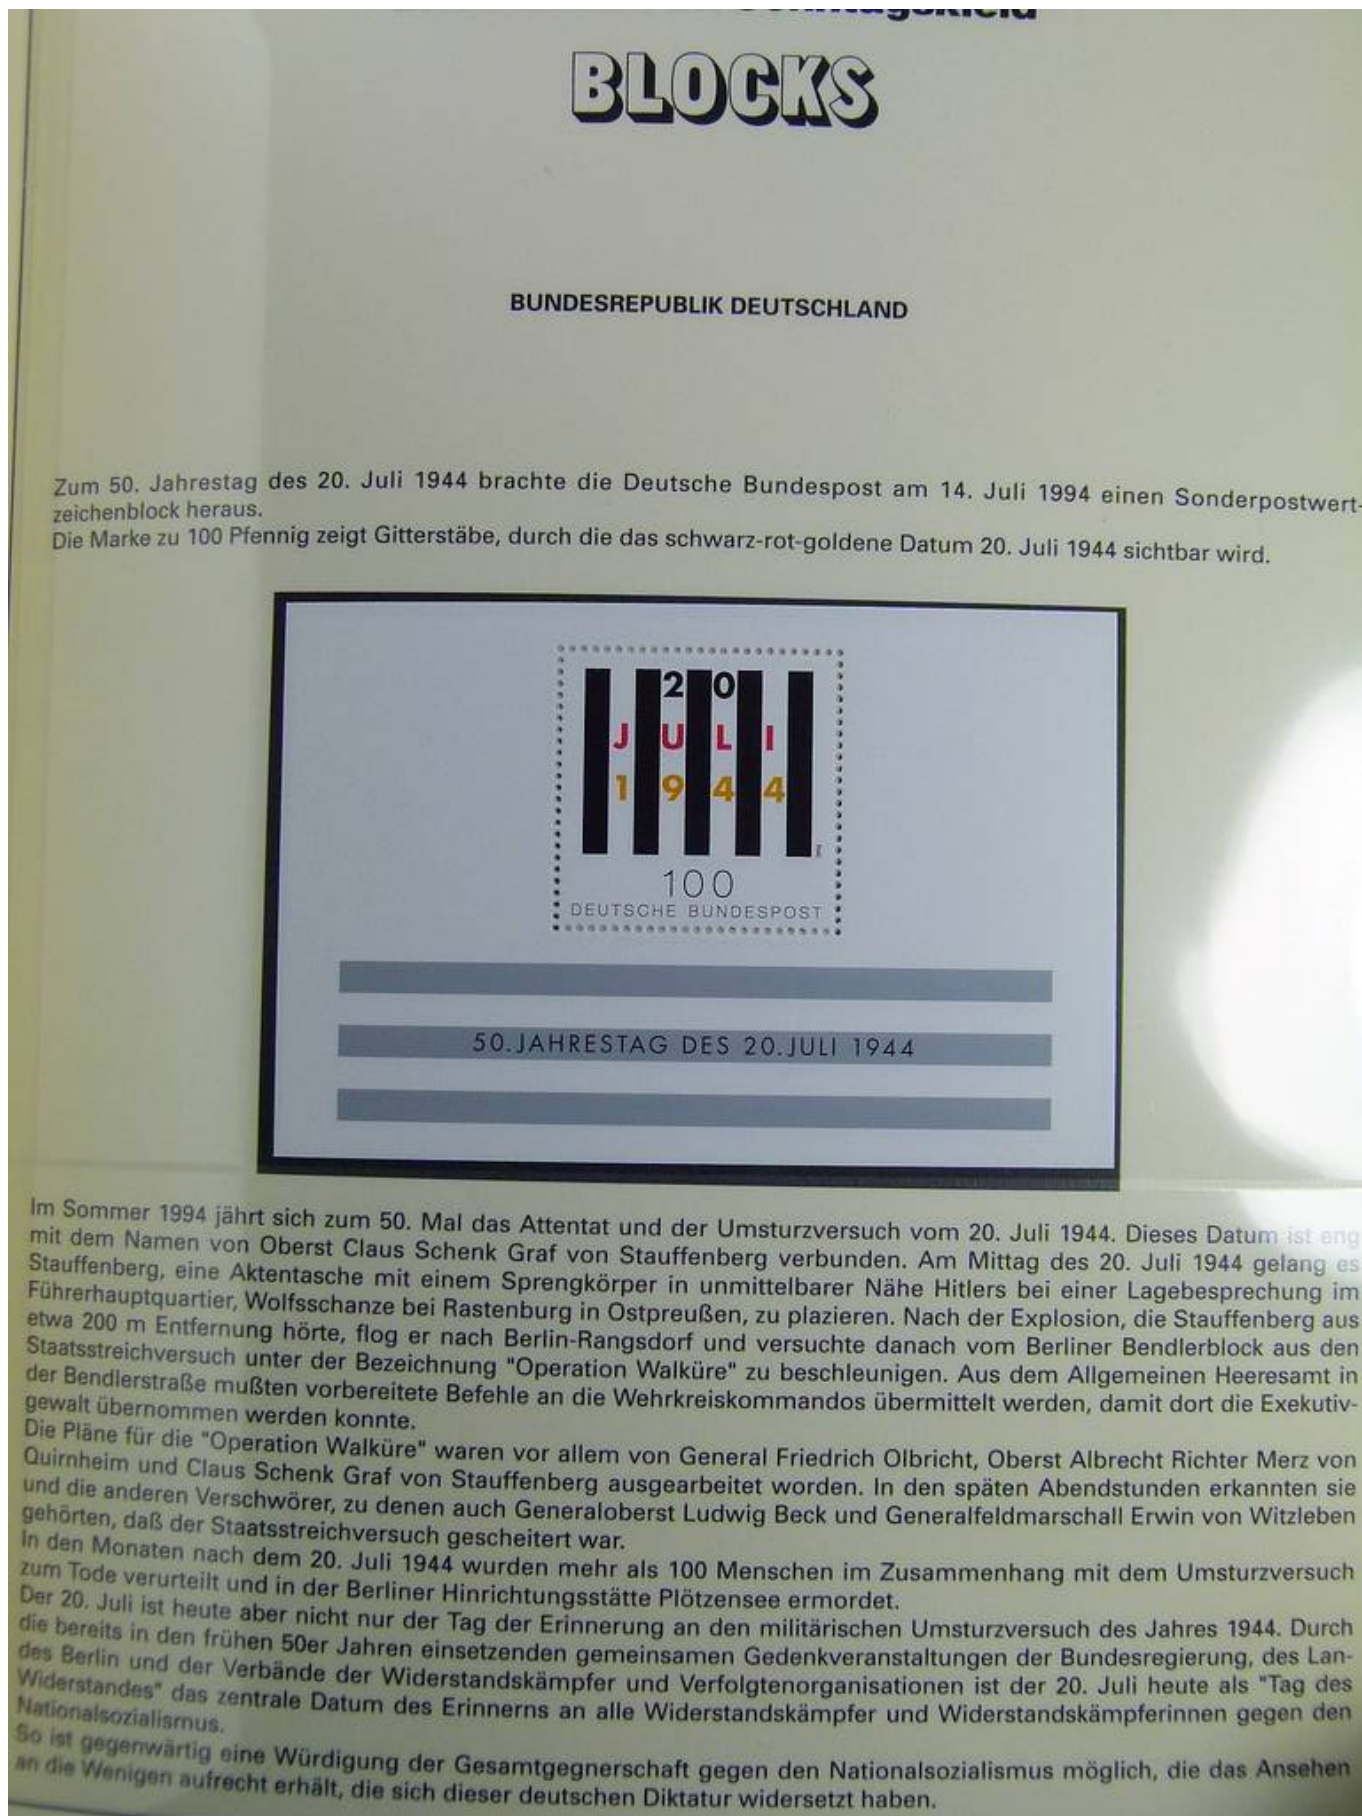 BLOCKS
BUNDESREPUBLIK DEUTSCHLAND
Zum 50. Jahrestag des 20. Juli 1944 brachte die Deutsche Bundespost am 14. Juli 1994 einen Sonderpostwert-
zeichenblock heraus.
Die Marke zu 100 Pfennig zeigt Gitterstäbe, durch die das schwarz-rot-goldene Datum 20. Juli 1944 sichtbar wird.
20
JULI
1944
100
DEUTSCHE BUNDESPOST
50.JAHRESTAG DES 20.JULI 1944
Im Sommer 1994 jährt sich zum 50. Mal das Attentat und der Umsturzversuch vom 20. Juli 1944. Dieses Datum ist eng
mit dem Namen von Oberst Claus Schenk Graf von Stauffenberg verbunden. Am Mittag des 20. Juli 1944 gelang es
Stauffenberg, eine Aktentasche mit einem Sprengkörper in unmittelbarer Nähe Hitlers bei einer Lagebesprechung im
Führerhauptquartier, Wolfsschanze bei Rastenburg in Ostpreußen, zu plazieren. Nach der Explosion, die Stauffenberg aus
etwa 200 m Entfernung hörte, flog er nach Berlin-Rangsdorf und versuchte danach vom Berliner Bendlerblock aus den
Staatsstreichversuch unter der Bezeichnung "Operation Walküre" zu beschleunigen. Aus dem Allgemeinen Heeresamt in
der Bendlerstraße mußten vorbereitete Befehle an die Wehrkreiskommandos übermittelt werden, damit dort die Exekutiv-
gewalt übernommen werden konnte.
Die Pläne für die "Operation Walküre" waren vor allem von General Friedrich Olbricht, Oberst Albrecht Richter Merz von
Quirnheim und Claus Schenk Graf von Stauffenberg ausgearbeitet worden. In den späten Abendstunden erkannten sie
und die anderen Verschwörer, zu denen auch Generaloberst Ludwig Beck und Generalfeldmarschall Erwin von Witzleben
gehörten, daß der Staatsstreichversuch gescheitert war.
In den Monaten nach dem 20. Juli 1944 wurden mehr als 100 Menschen im Zusammenhang mit dem Umsturzversuch
zum Tode verurteilt und in der Berliner Hinrichtungsstätte Plötzensee ermordet.
Der 20. Juli ist heute aber nicht nur der Tag der Erinnerung an den militärischen Umsturzversuch des Jahres 1944. Durch
die bereits in den frühen 50er Jahren einsetzenden gemeinsamen Gedenkveranstaltungen der Bundesregierung, des Lan-
des Berlin und der Verbände der Widerstandskämpfer und Verfolgtenorganisationen ist der 20. Juli heute als "Tag des
Widerstandes" das zentrale Datum des Erinnerns an alle Widerstandskämpfer und Widerstandskämpferinnen gegen den
Nationalsozialismus.
So ist gegenwärtig eine Würdigung der Gesamtgegnerschaft gegen den Nationalsozialismus möglich, die das Ansehen
an die Wenigen aufrecht erhält, die sich dieser deutschen Diktatur widersetzt haben.